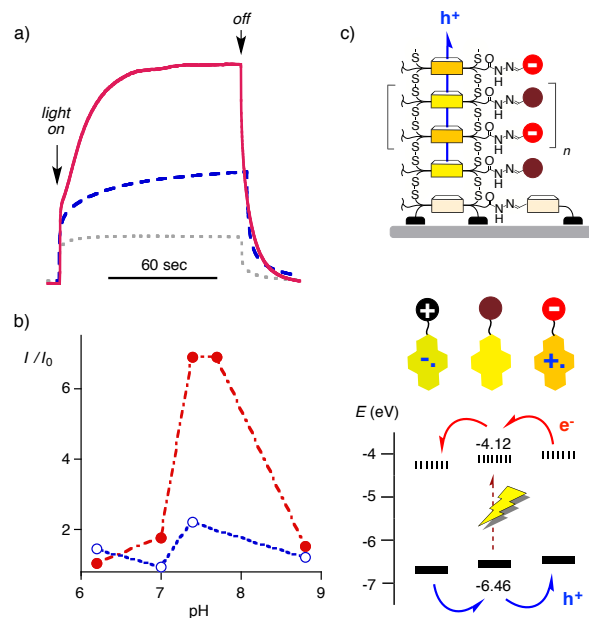 a)
off
light
on
60 sec
b)
I / I0
6
4
2
6
7
8
9
pH
c)
h+
S S
S S
O
N N
H
–
S S
S S
O
N N
H
S S
S S
O
N N
H
–
S S
S S
O
N N
H
n
O
N N
H
+
–
-.
+.
E (eV)
e-
-4
-4.12
-5
-6
-6.46
-7
h+